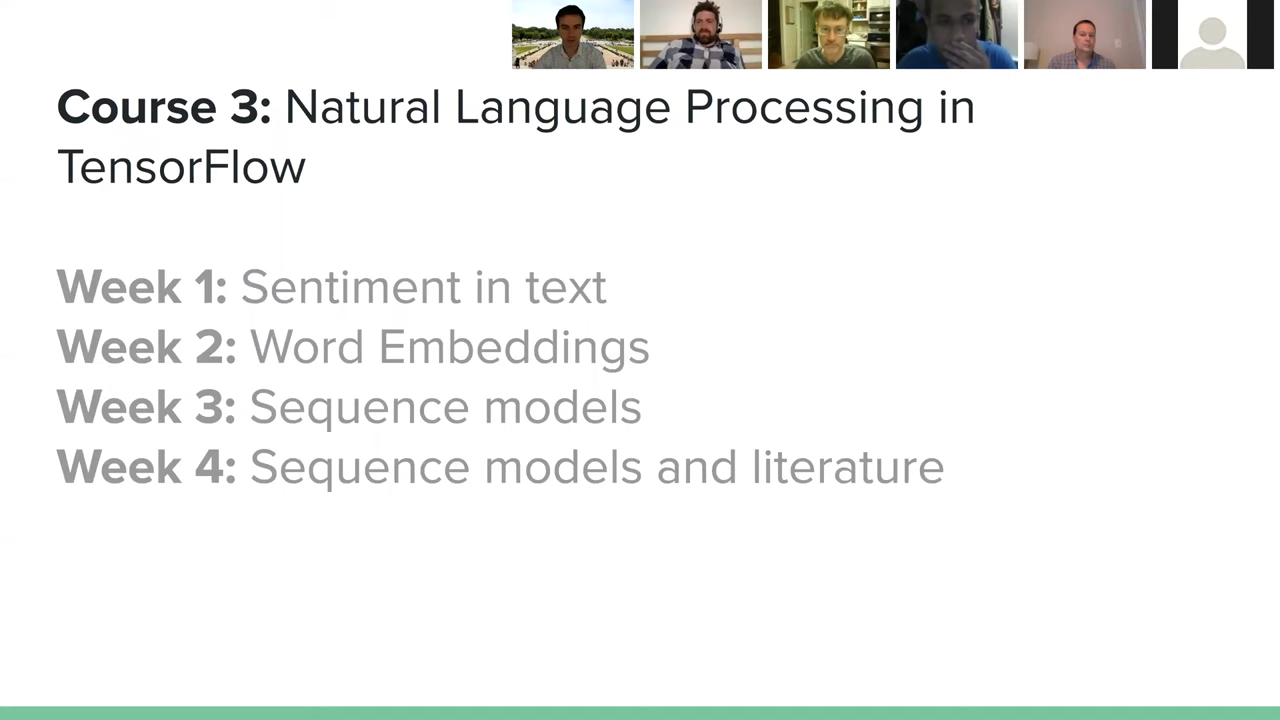 Course 3: Natural Language Processing in
TensorFlow
Week 1: Sentiment in text
Week 2: Word Embeddings
Week 3: Sequence models
Week 4: Sequence models and literature